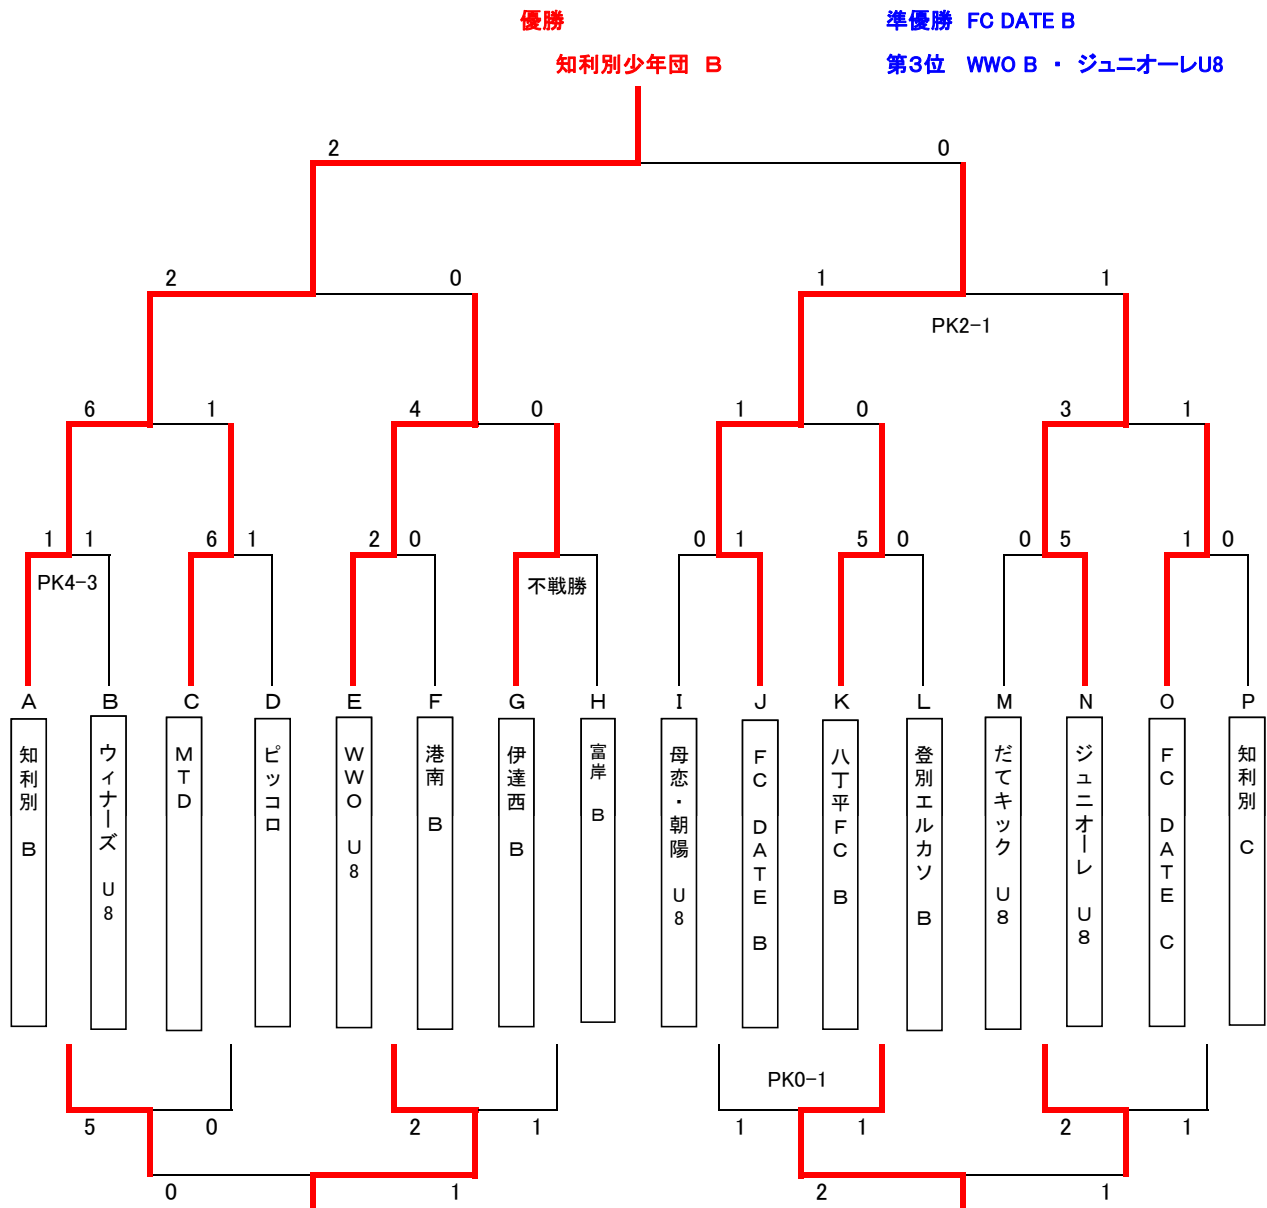 優勝
準優勝 FC DATE B
知利別少年団 B
第3位 WWO B ・ ジュニオーレU8
2 0
2 0 1 1
PK2-1
6 1 4 0 1 0 3 1
1 1 6 1 2 0 0 1 5 0 0 5 1 0
PK4-3 不戦勝
A B C D E F G H I J K L M N O P
知利別 B
ウィナーズ U8
MTD
ピッコロ
WWO U8
港南 B
伊達西 B
富岸 B
母恋・朝陽 U8
FC DATE B
八丁平FC B
登別エルカソ B
だてキック U8
ジュニオーレ U8
FC DATE C
知利別 C
PK0-1
5 0 2 1 1 1 2 1
0 1 2 1